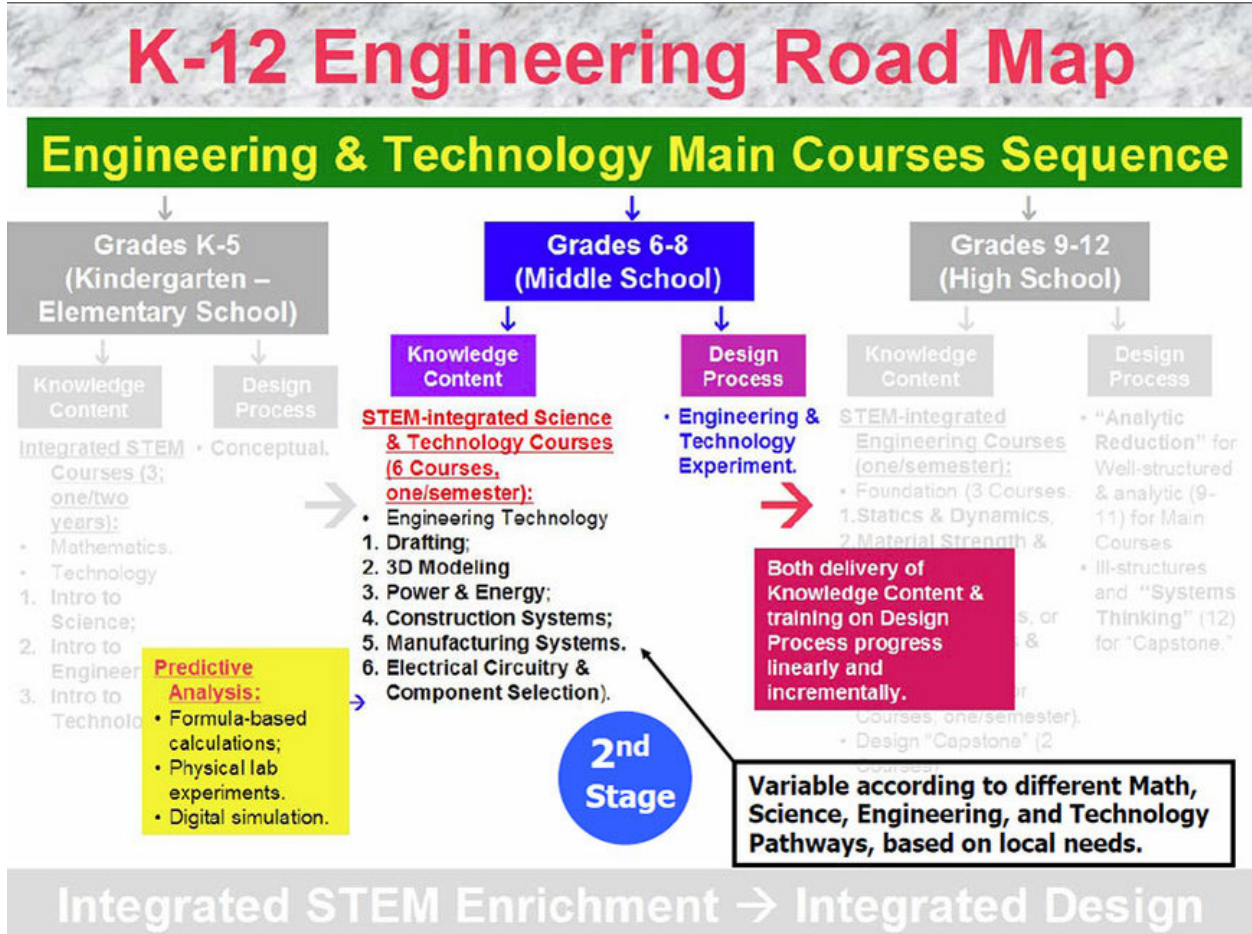 K-12 Engineering Road Map
Engineering & Technology Main Courses Sequence
Grades K-5
(Kindergarten –
Elementary School)
Knowledge
Content
Design
Process
Integrated STEM
Courses (3;
one/two
years):
• Mathematics.
• Technology
1. Intro to
Science;
2. Intro to
Engineer
3. Intro to
Technolo
• Conceptual.
Predictive
Analysis:
• Formula-based
calculations;
• Physical lab
experiments.
• Digital simulation.
Grades 6-8
(Middle School)
Knowledge
Content
Design
Process
STEM-integrated Science
& Technology Courses
(6 Courses,
one/semester):
• Engineering Technology
1. Drafting;
2. 3D Modeling
3. Power & Energy;
4. Construction Systems;
5. Manufacturing Systems.
6. Electrical Circuitry &
Component Selection).
• Engineering &
Technology
Experiment.
2nd
Stage
Both delivery of
Knowledge Content &
training on Design
Process progress
linearly and
incrementally.
Variable according to different Math,
Science, Engineering, and Technology
Pathways, based on local needs.
Grades 9-12
(High School)
Knowledge
Content
Design
Process
STEM-integrated
Engineering Courses
(one/semester):
• Foundation (3 Courses.
1.Statics & Dynamics,
2.Material Strength &
s, or
&
or
Courses, one/semester).
• Design “Capstone” (2
• “Analytic
Reduction” for
Well-structured
& analytic (9-
11) for Main
Courses
• Ill-structures
and “Systems
Thinking” (12)
for “Capstone.”
Integrated STEM Enrichment → Integrated Design